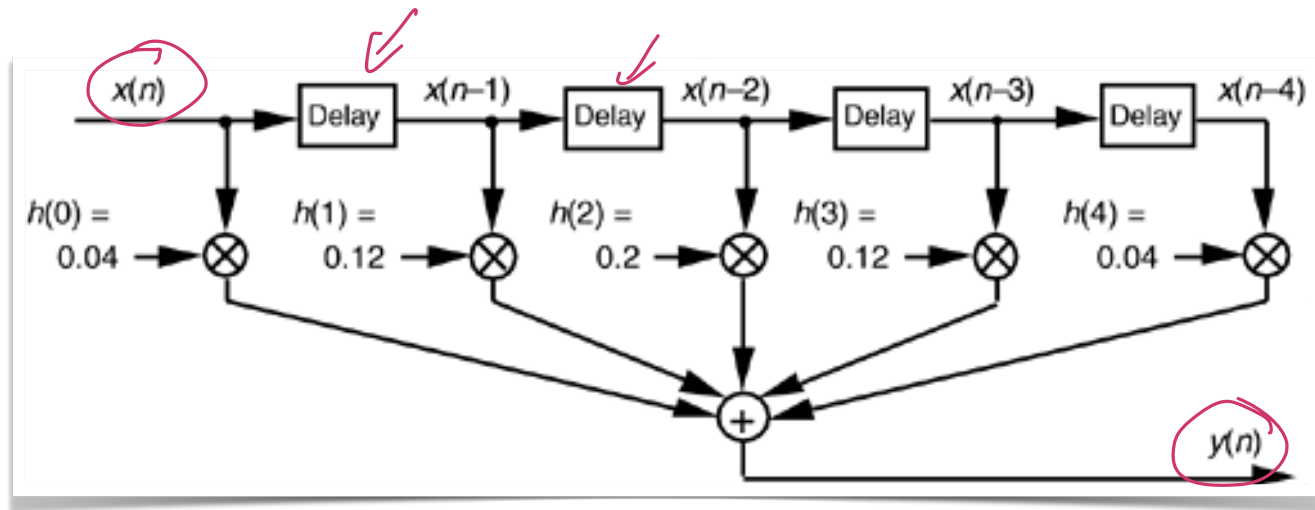 x(n) x(n–1) x(n–2) x(n–3) x(n–4)
Delay Delay Delay Delay
h(0) = h(1) = h(2) = h(3) = h(4) =
0.04 0.12 0.2 0.12 0.04
+
y(n)